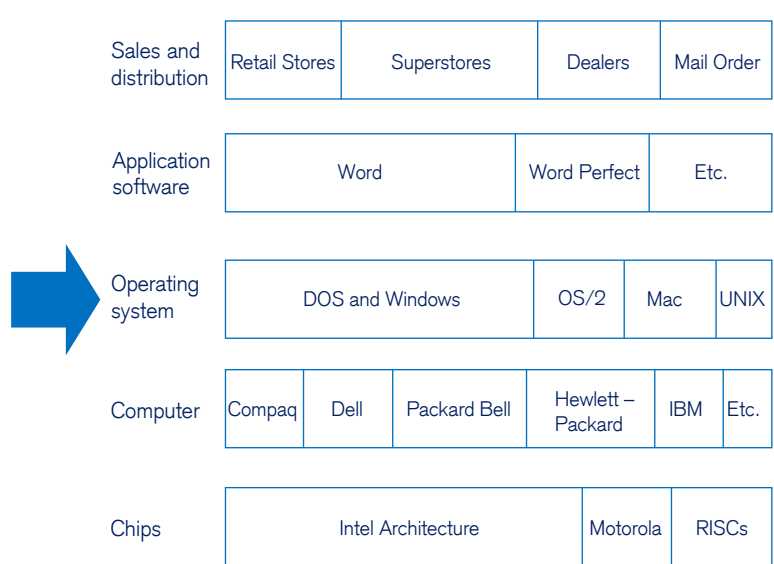 Sales and
distribution
Retail Stores
Superstores
Dealers
Mail Order
Application
software
Word
Word Perfect
Etc.
Operating
system
DOS and Windows
OS/2
Mac
UNIX
Computer
Compaq
Dell
Packard Bell
Hewlett –
Packard
IBM
Etc.
Chips
Intel Architecture
Motorola
RISCs